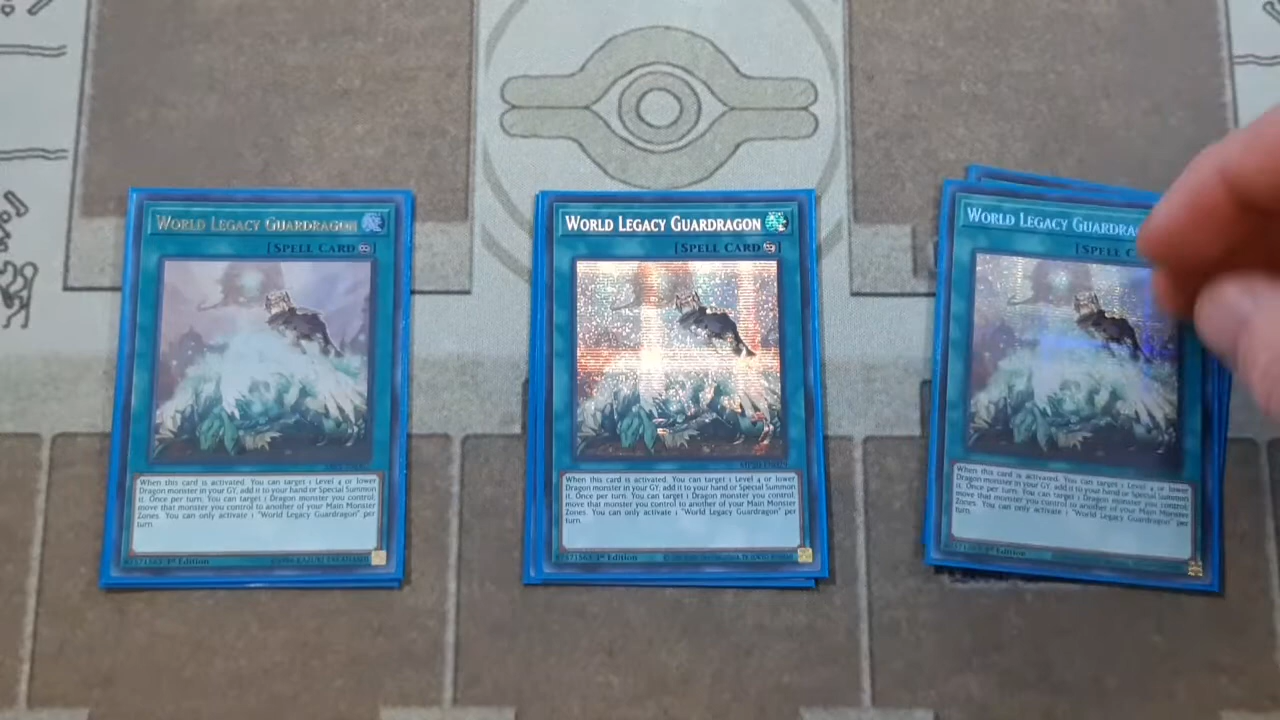 WORLD LEGACY GUARDRAGON
[SPELL CARD
When this card is activated: You can target 1 Level 4 or lower
Dragon monster in your GY; add it to your hand or Special Summon
it. Once per turn: You can target 1 Dragon monster you control;
move that monster you control to another of your Main Monster
Zones. You can only activate 1 "World Legacy Guardragon" per
turn.
1st Edition
WORLD LEGACY GUARDRAGON
[SPELL CARD
When this card is activated: You can target 1 Level 4 or lower
Dragon monster in your GY; add it to your hand or Special Summon
it. Once per turn: You can target 1 Dragon monster you control;
move that monster you control to another of your Main Monster
Zones. You can only activate 1 "World Legacy Guardragon" per
turn.
1st Edition
WORLD LEGACY GUARDRA
[SPELL C
When this card is activated: You can target 1 Level 4 or lower
Dragon monster in your GY; add it to your hand or Special Summon
it. Once per turn: You can target 1 Dragon monster you control;
move that monster you control to another of your Main Monster
Zones. You can only activate 1 "World Legacy Guardragon" per
turn.
1st Edition